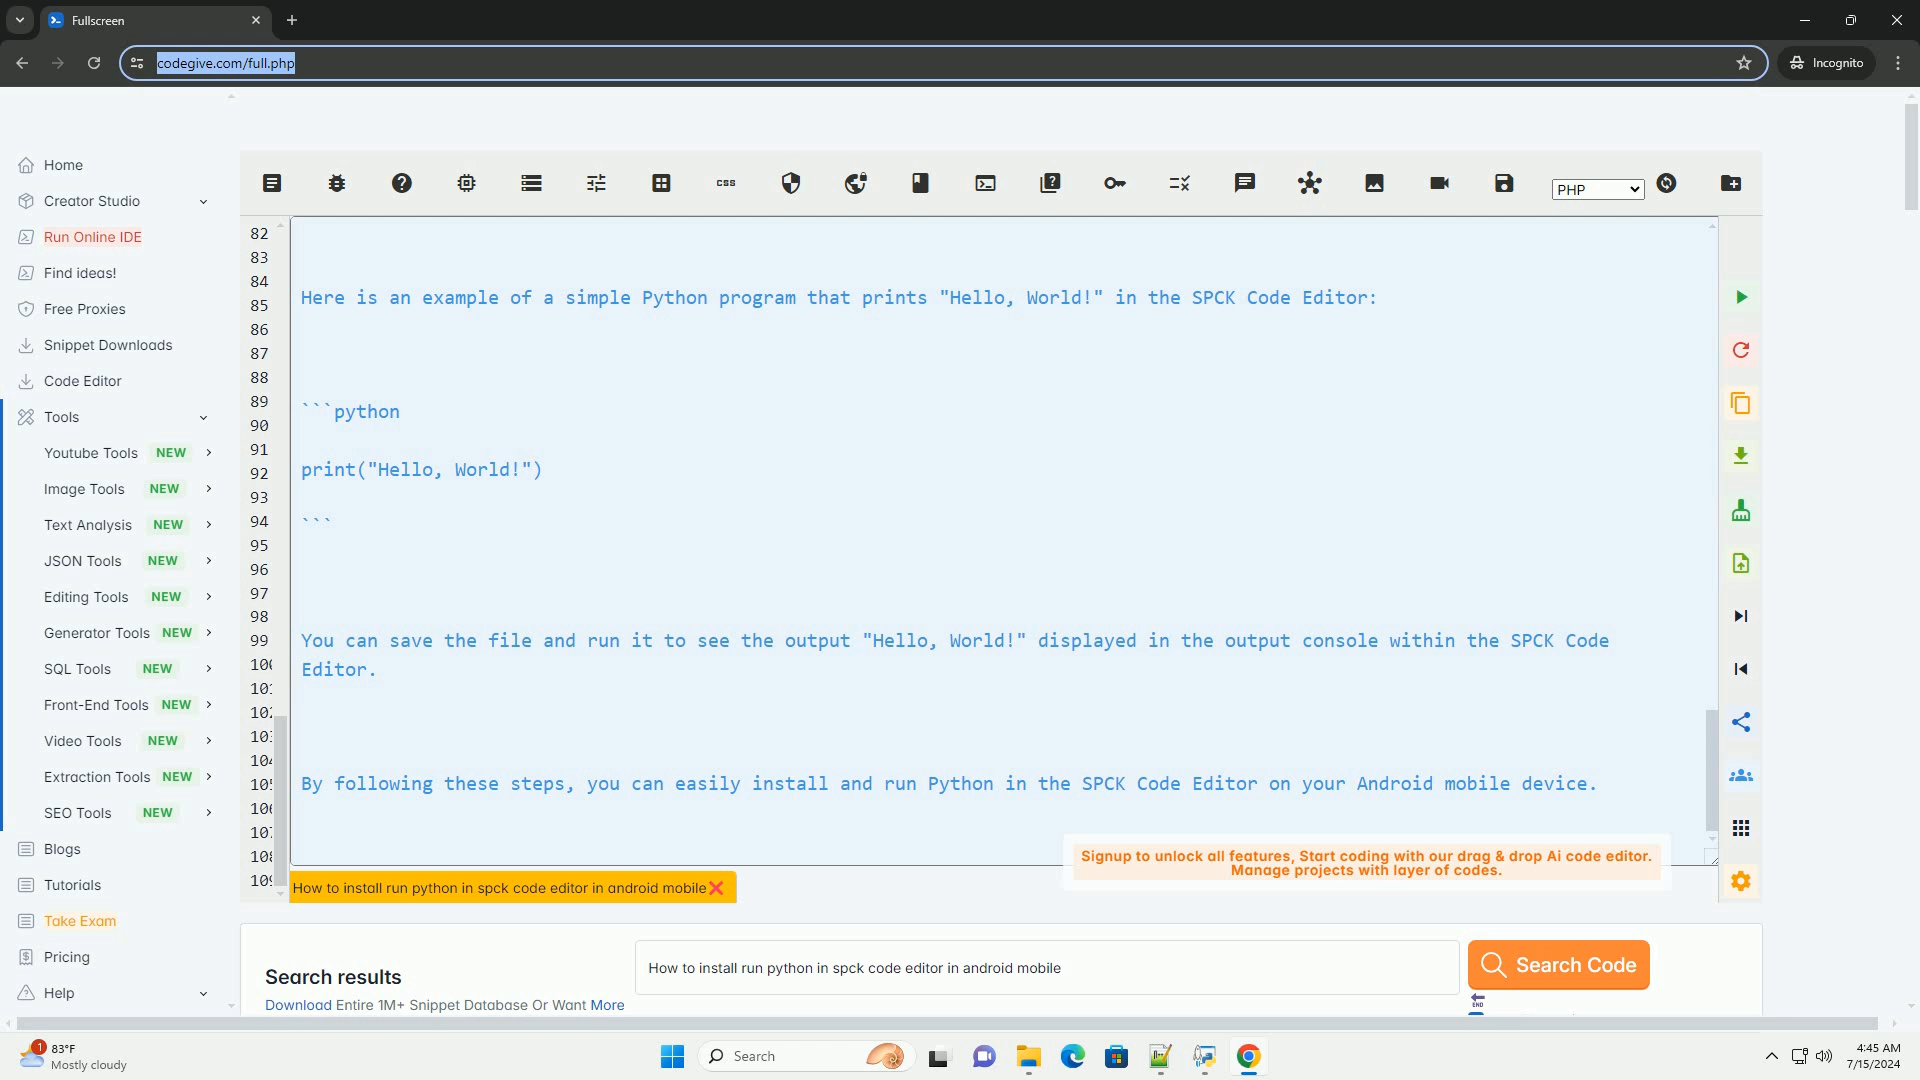 Fullscreen
codegive.com/full.php
Incognito
Home
Creator Studio
Run Online IDE
Find ideas!
Free Proxies
Snippet Downloads
Code Editor
Tools
Youtube Tools NEW
Image Tools NEW
Text Analysis NEW
JSON Tools NEW
Editing Tools NEW
Generator Tools NEW
SQL Tools NEW
Front-End Tools NEW
Video Tools NEW
Extraction Tools NEW
SEO Tools NEW
Blogs
Tutorials
Take Exam
Pricing
Help
css
PHP
82
83
84
85
86
87
88
89
90
91
92
93
94
95
96
97
98
99
Here is an example of a simple Python program that prints "Hello, World!" in the SPCK Code Editor:
```python
print("Hello, World!")
```
You can save the file and run it to see the output "Hello, World!" displayed in the output console within the SPCK Code
Editor.
By following these steps, you can easily install and run Python in the SPCK Code Editor on your Android mobile device.
Signup to unlock all features, Start coding with our drag & drop Ai code editor.
Manage projects with layer of codes.
How to install run python in spck code editor in android mobile
Search results
Download Entire 1M+ Snippet Database Or Want More
How to install run python in spck code editor in android mobile
Search Code
END
1
83°F
Mostly cloudy
Search
4:45 AM
7/15/2024